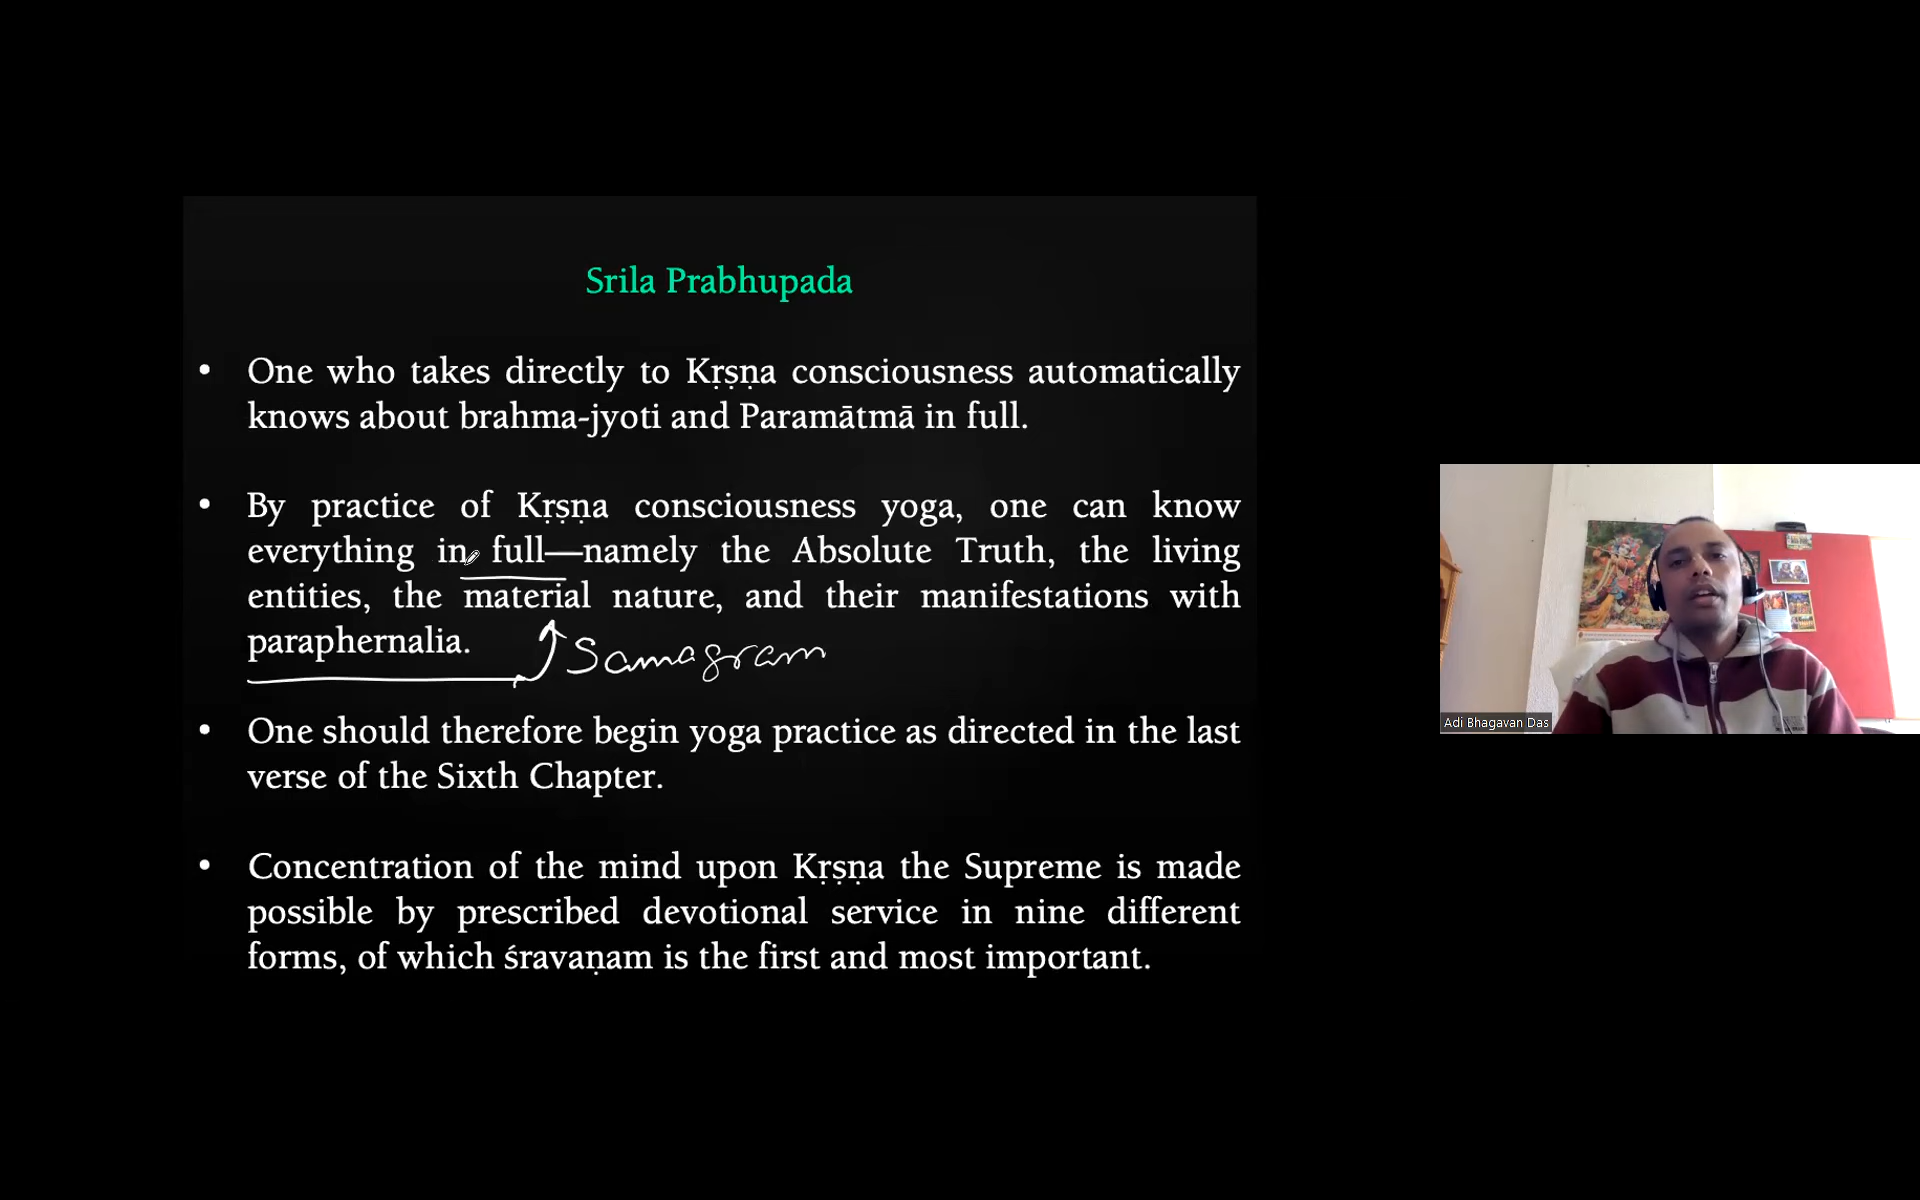 Srila Prabhupada
• One who takes directly to Kṛṣṇa consciousness automatically
knows about brahma-jyoti and Paramātmā in full.
• By practice of Kṛṣṇa consciousness yoga, one can know
everything in full—namely the Absolute Truth, the living
entities, the material nature, and their manifestations with
paraphernalia.
Samagram
• One should therefore begin yoga practice as directed in the last
verse of the Sixth Chapter.
• Concentration of the mind upon Kṛṣṇa the Supreme is made
possible by prescribed devotional service in nine different
forms, of which śravaṇam is the first and most important.
Adi Bhagavan Das